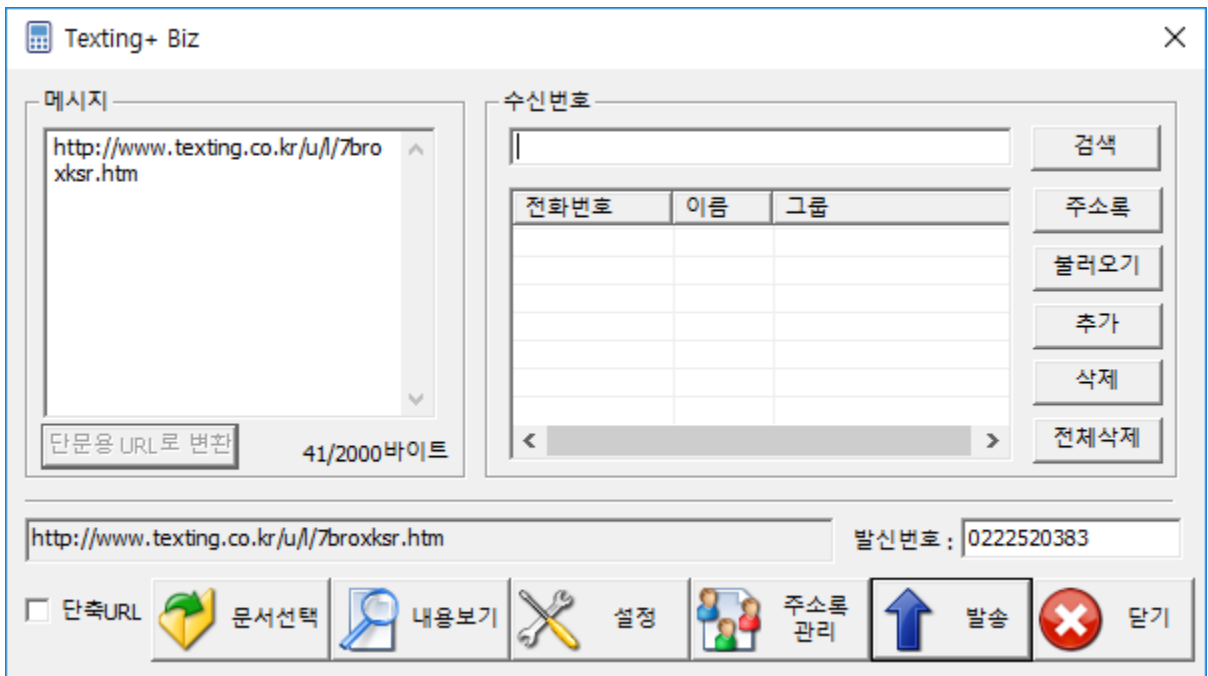 Texting+ Biz
메시지
http://www.texting.co.kr/u/l/7bro
xksr.htm
단문용 URL로 변환
41/2000바이트
수신번호
검색
전화번호 이름 그룹
주소록
불러오기
추가
삭제
전체삭제
http://www.texting.co.kr/u/l/7broxksr.htm
발신번호 : 0222520383
단축URL
문서선택
내용보기
설정
주소록
관리
발송
닫기